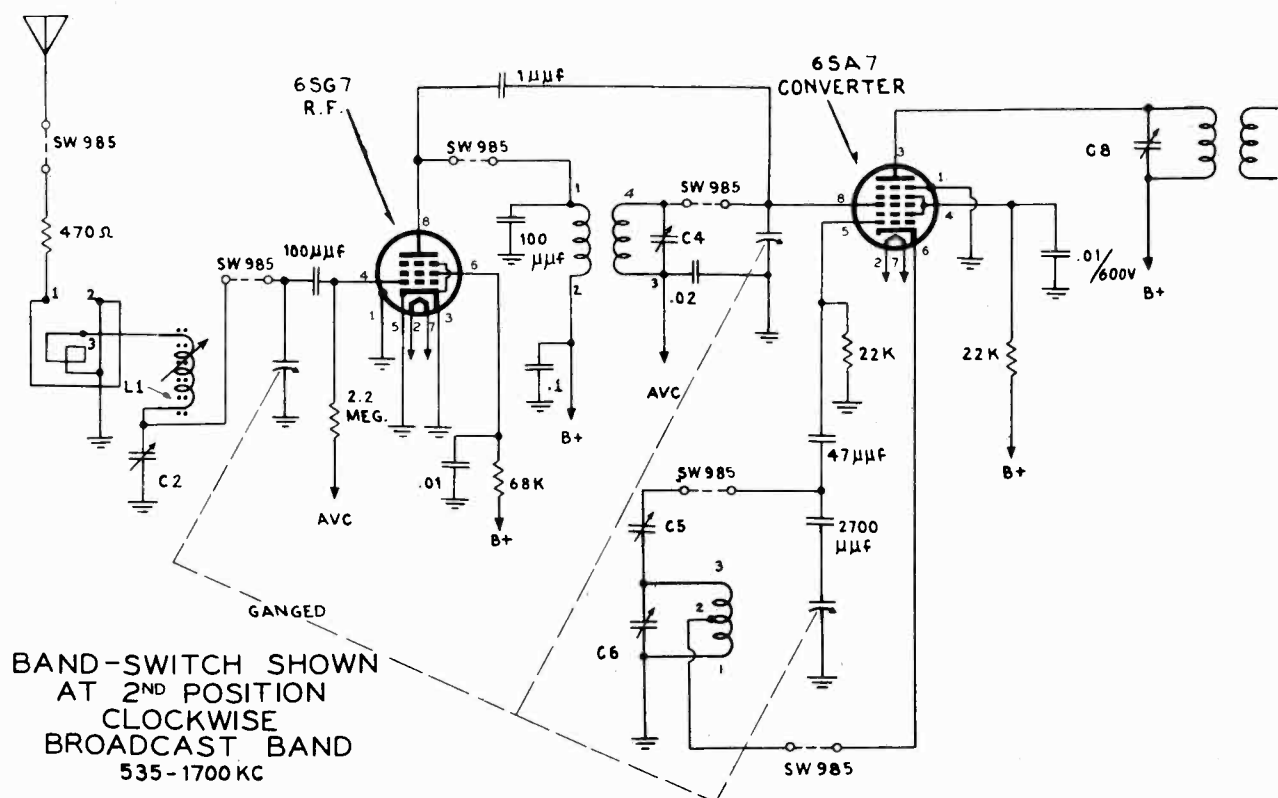 6SG7
R.F.
1µµf
6SA7
CONVERTER
SW 985
470Ω
100µµf
SW 985
SW 985
SW 985
100
µµf
C4
.02
C8
B+
.01/
600V
8
4
6
1
5
2
7
3
1
2
4
3
3
1
8
4
5
6
2
7
1
2
3
L1
C2
2.2
MEG.
AVC
.01
68K
B+
.1
B+
AVC
22K
22K
B+
47µµf
SW 985
2700
µµf
C5
C6
3
2
1
SW 985
GANGED
BAND-SWITCH SHOWN
AT 2ND POSITION
CLOCKWISE
BROADCAST BAND
535-1700 KC